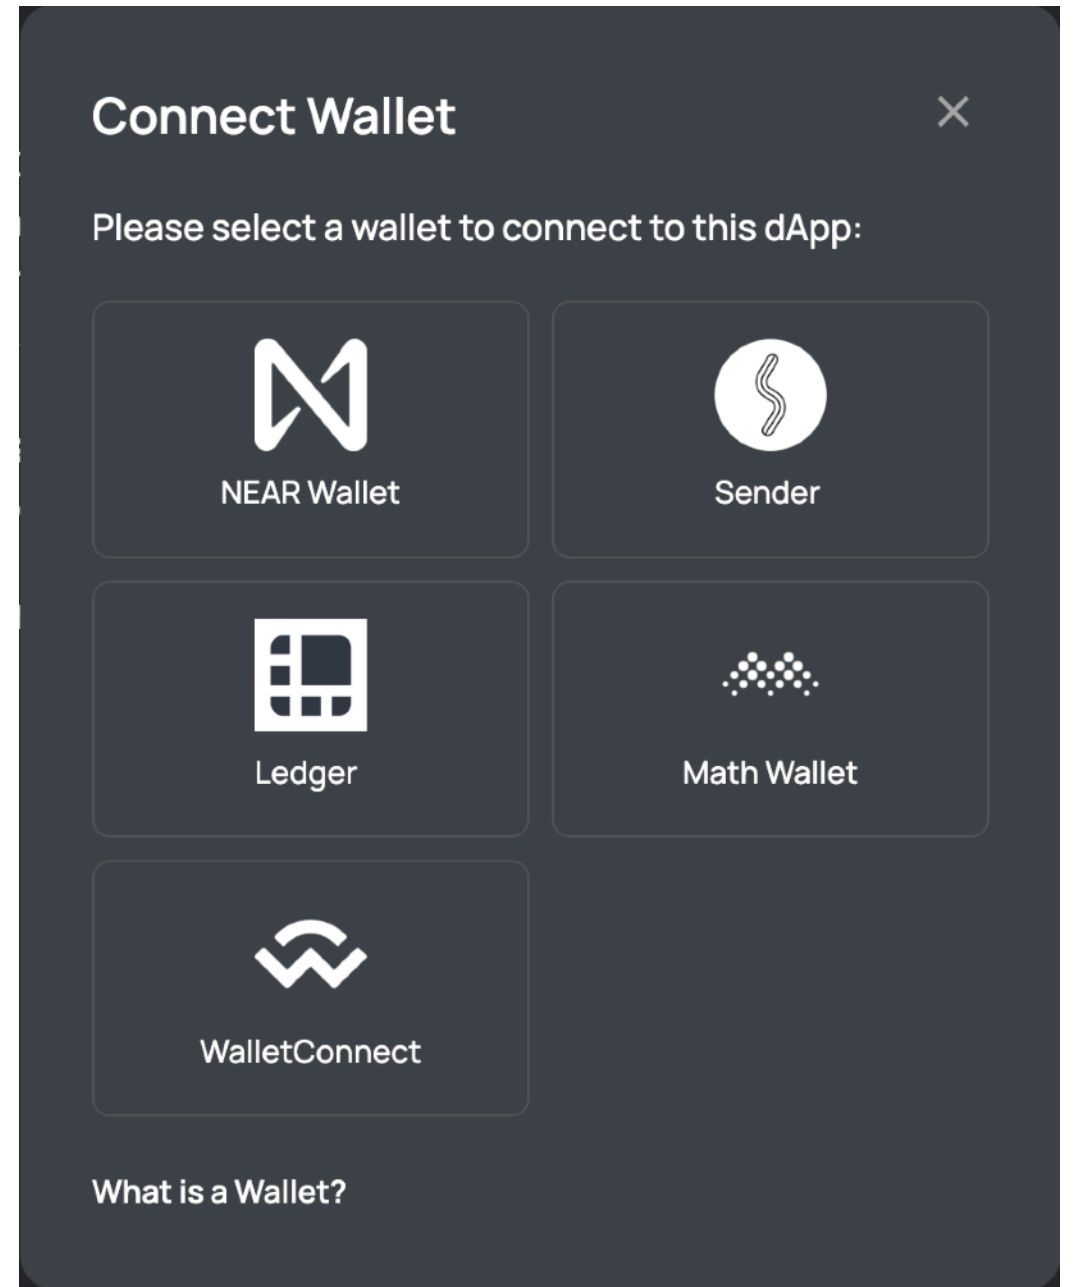 Connect Wallet
Please select a wallet to connect to this dApp:
NEAR Wallet
Sender
Ledger
Math Wallet
WalletConnect
What is a Wallet?